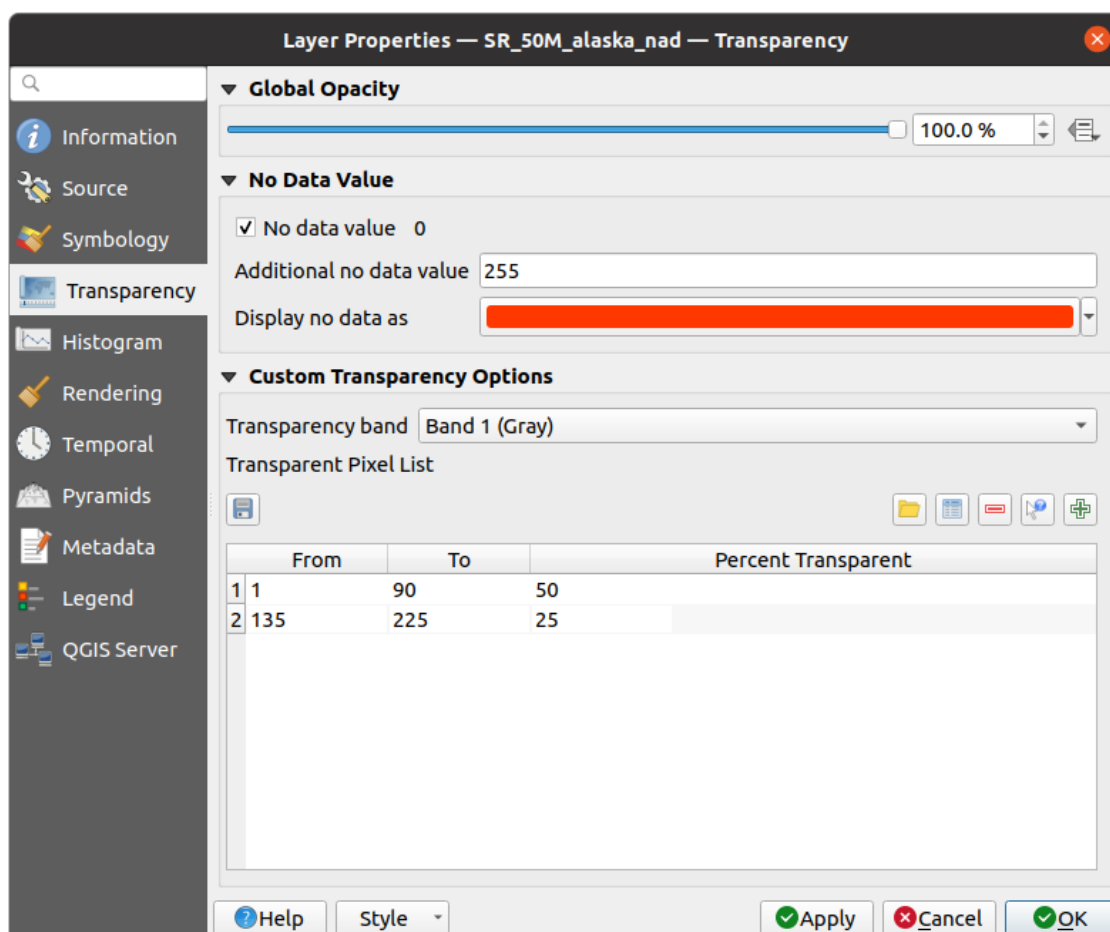 Layer Properties — SR_50M_alaska_nad — Transparency
Information
Source
Symbology
Transparency
Histogram
Rendering
Temporal
Pyramids
Metadata
Legend
QGIS Server
Global Opacity
100.0 %
No Data Value
No data value 0
Additional no data value 255
Display no data as
Custom Transparency Options
Transparency band Band 1 (Gray)
Transparent Pixel List
From To Percent Transparent
1 1 90 50
2 135 225 25
Help Style Apply Cancel OK